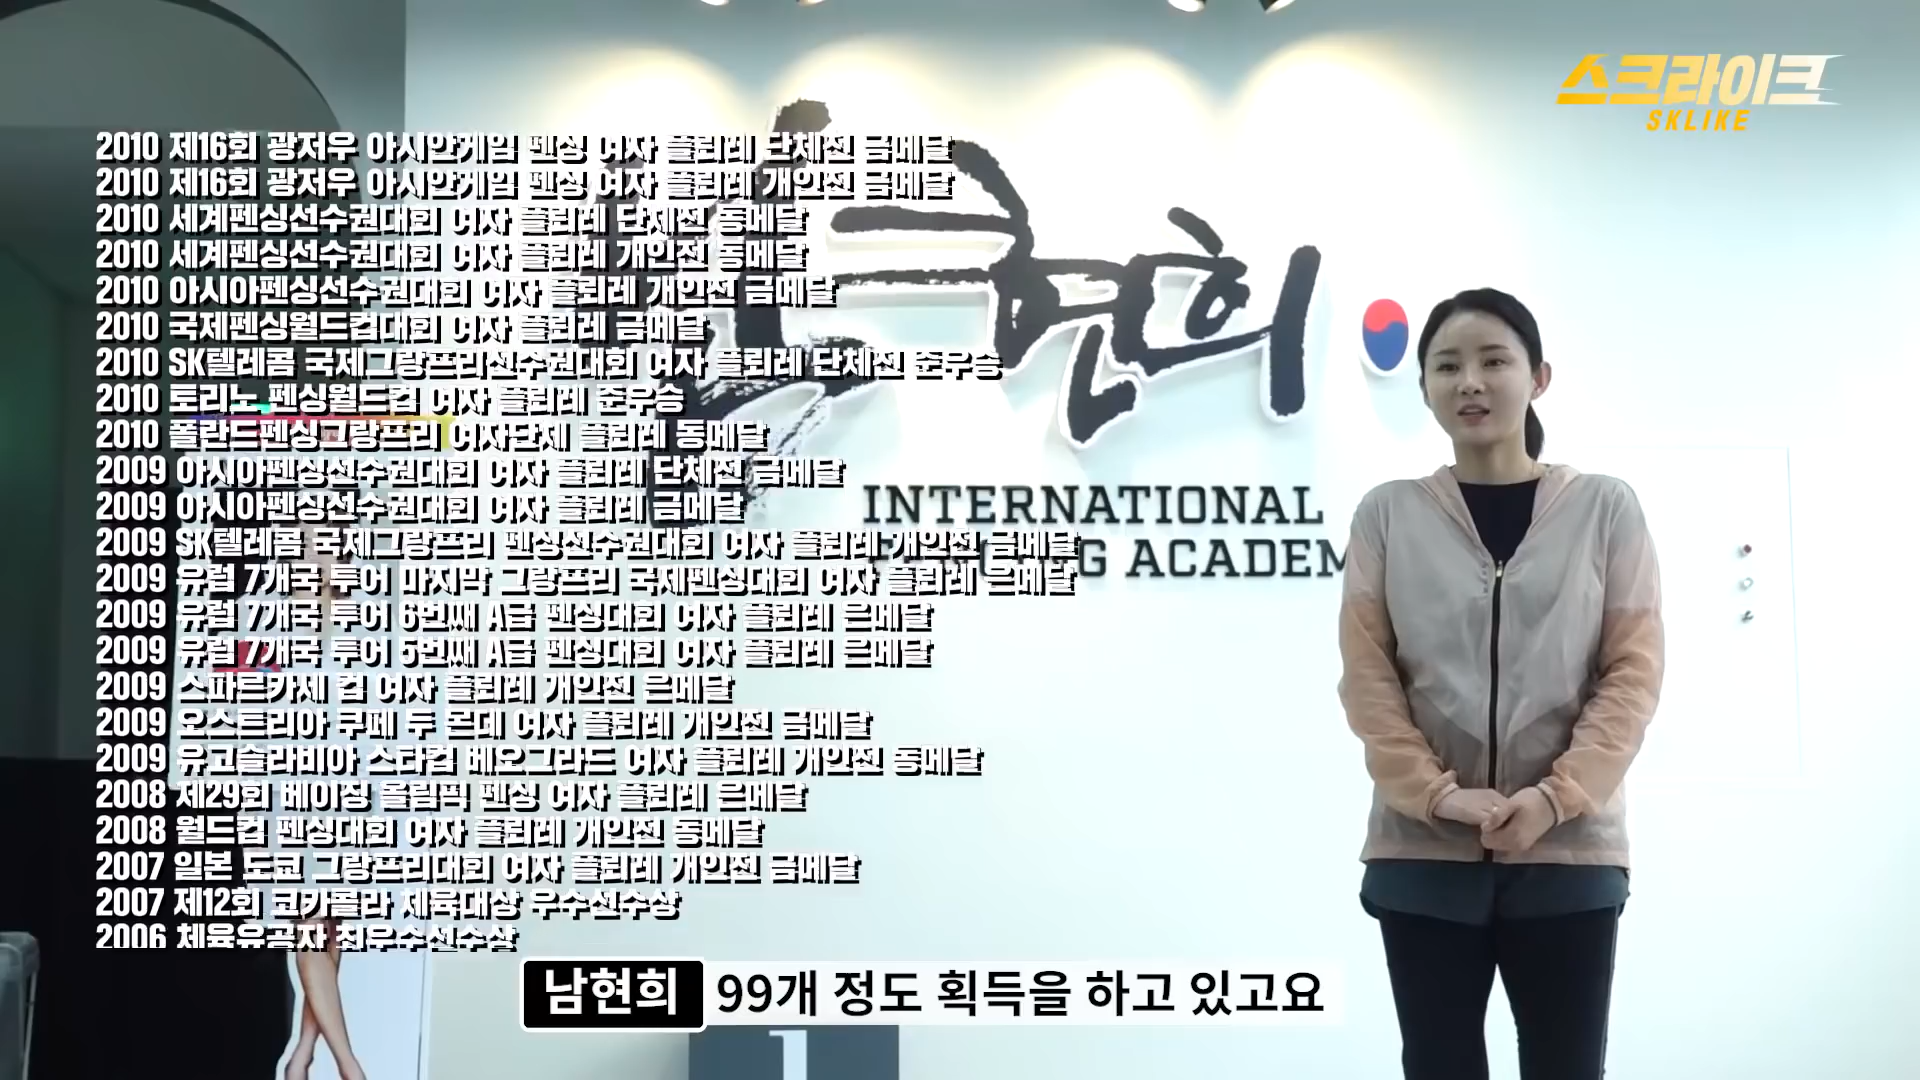 스크라이크
SKLIKE
2010 제16회 광저우 아시안게임 펜싱 여자 플뢰레 단체전 금메달
2010 제16회 광저우 아시안게임 펜싱 여자 플뢰레 개인전 금메달
2010 세계펜싱선수권대회 여자 플뢰레 단체전 동메달
2010 세계펜싱선수권대회 여자 플뢰레 개인전 동메달
2010 아시아펜싱선수권대회 여자 플뢰레 개인전 금메달
2010 국제펜싱월드컵대회 여자 플뢰레 금메달
2010 SK텔레콤 국제그랑프리선수권대회 여자 플뢰레 단체전 준우승
2010 토리노 펜싱월드컵 여자 플뢰레 준우승
2010 폴란드펜싱그랑프리 여자단체 플뢰레 동메달
2009 아시아펜싱선수권대회 여자 플뢰레 단체전 금메달
2009 아시아펜싱선수권대회 여자 플뢰레 금메달
2009 SK텔레콤 국제그랑프리 펜싱선수권대회 여자 플뢰레 개인전 금메달
2009 유럽 7개국 투어 마지막 그랑프리 국제펜싱대회 여자 플뢰레 은메달
2009 유럽 7개국 투어 6번째 A급 펜싱대회 여자 플뢰레 은메달
2009 유럽 7개국 투어 5번째 A급 펜싱대회 여자 플뢰레 은메달
2009 스파르카세 컵 여자 플뢰레 개인전 은메달
2009 오스트리아 쿠페 두 몬데 여자 플뢰레 개인전 금메달
2009 유고슬라비아 스타컵 베오그라드 여자 플뢰레 개인전 동메달
2008 제29회 베이징 올림픽 펜싱 여자 플뢰레 은메달
2008 월드컵 펜싱대회 여자 플뢰레 개인전 동메달
2007 일본 도쿄 그랑프리대회 여자 플뢰레 개인전 금메달
2007 제12회 코카콜라 체육대상 우수선수상
2006 체육유공자 최우수선수상
남현희
INTERNATIONAL
FENCING ACADEM
남현희 99개 정도 획득을 하고 있고요
1